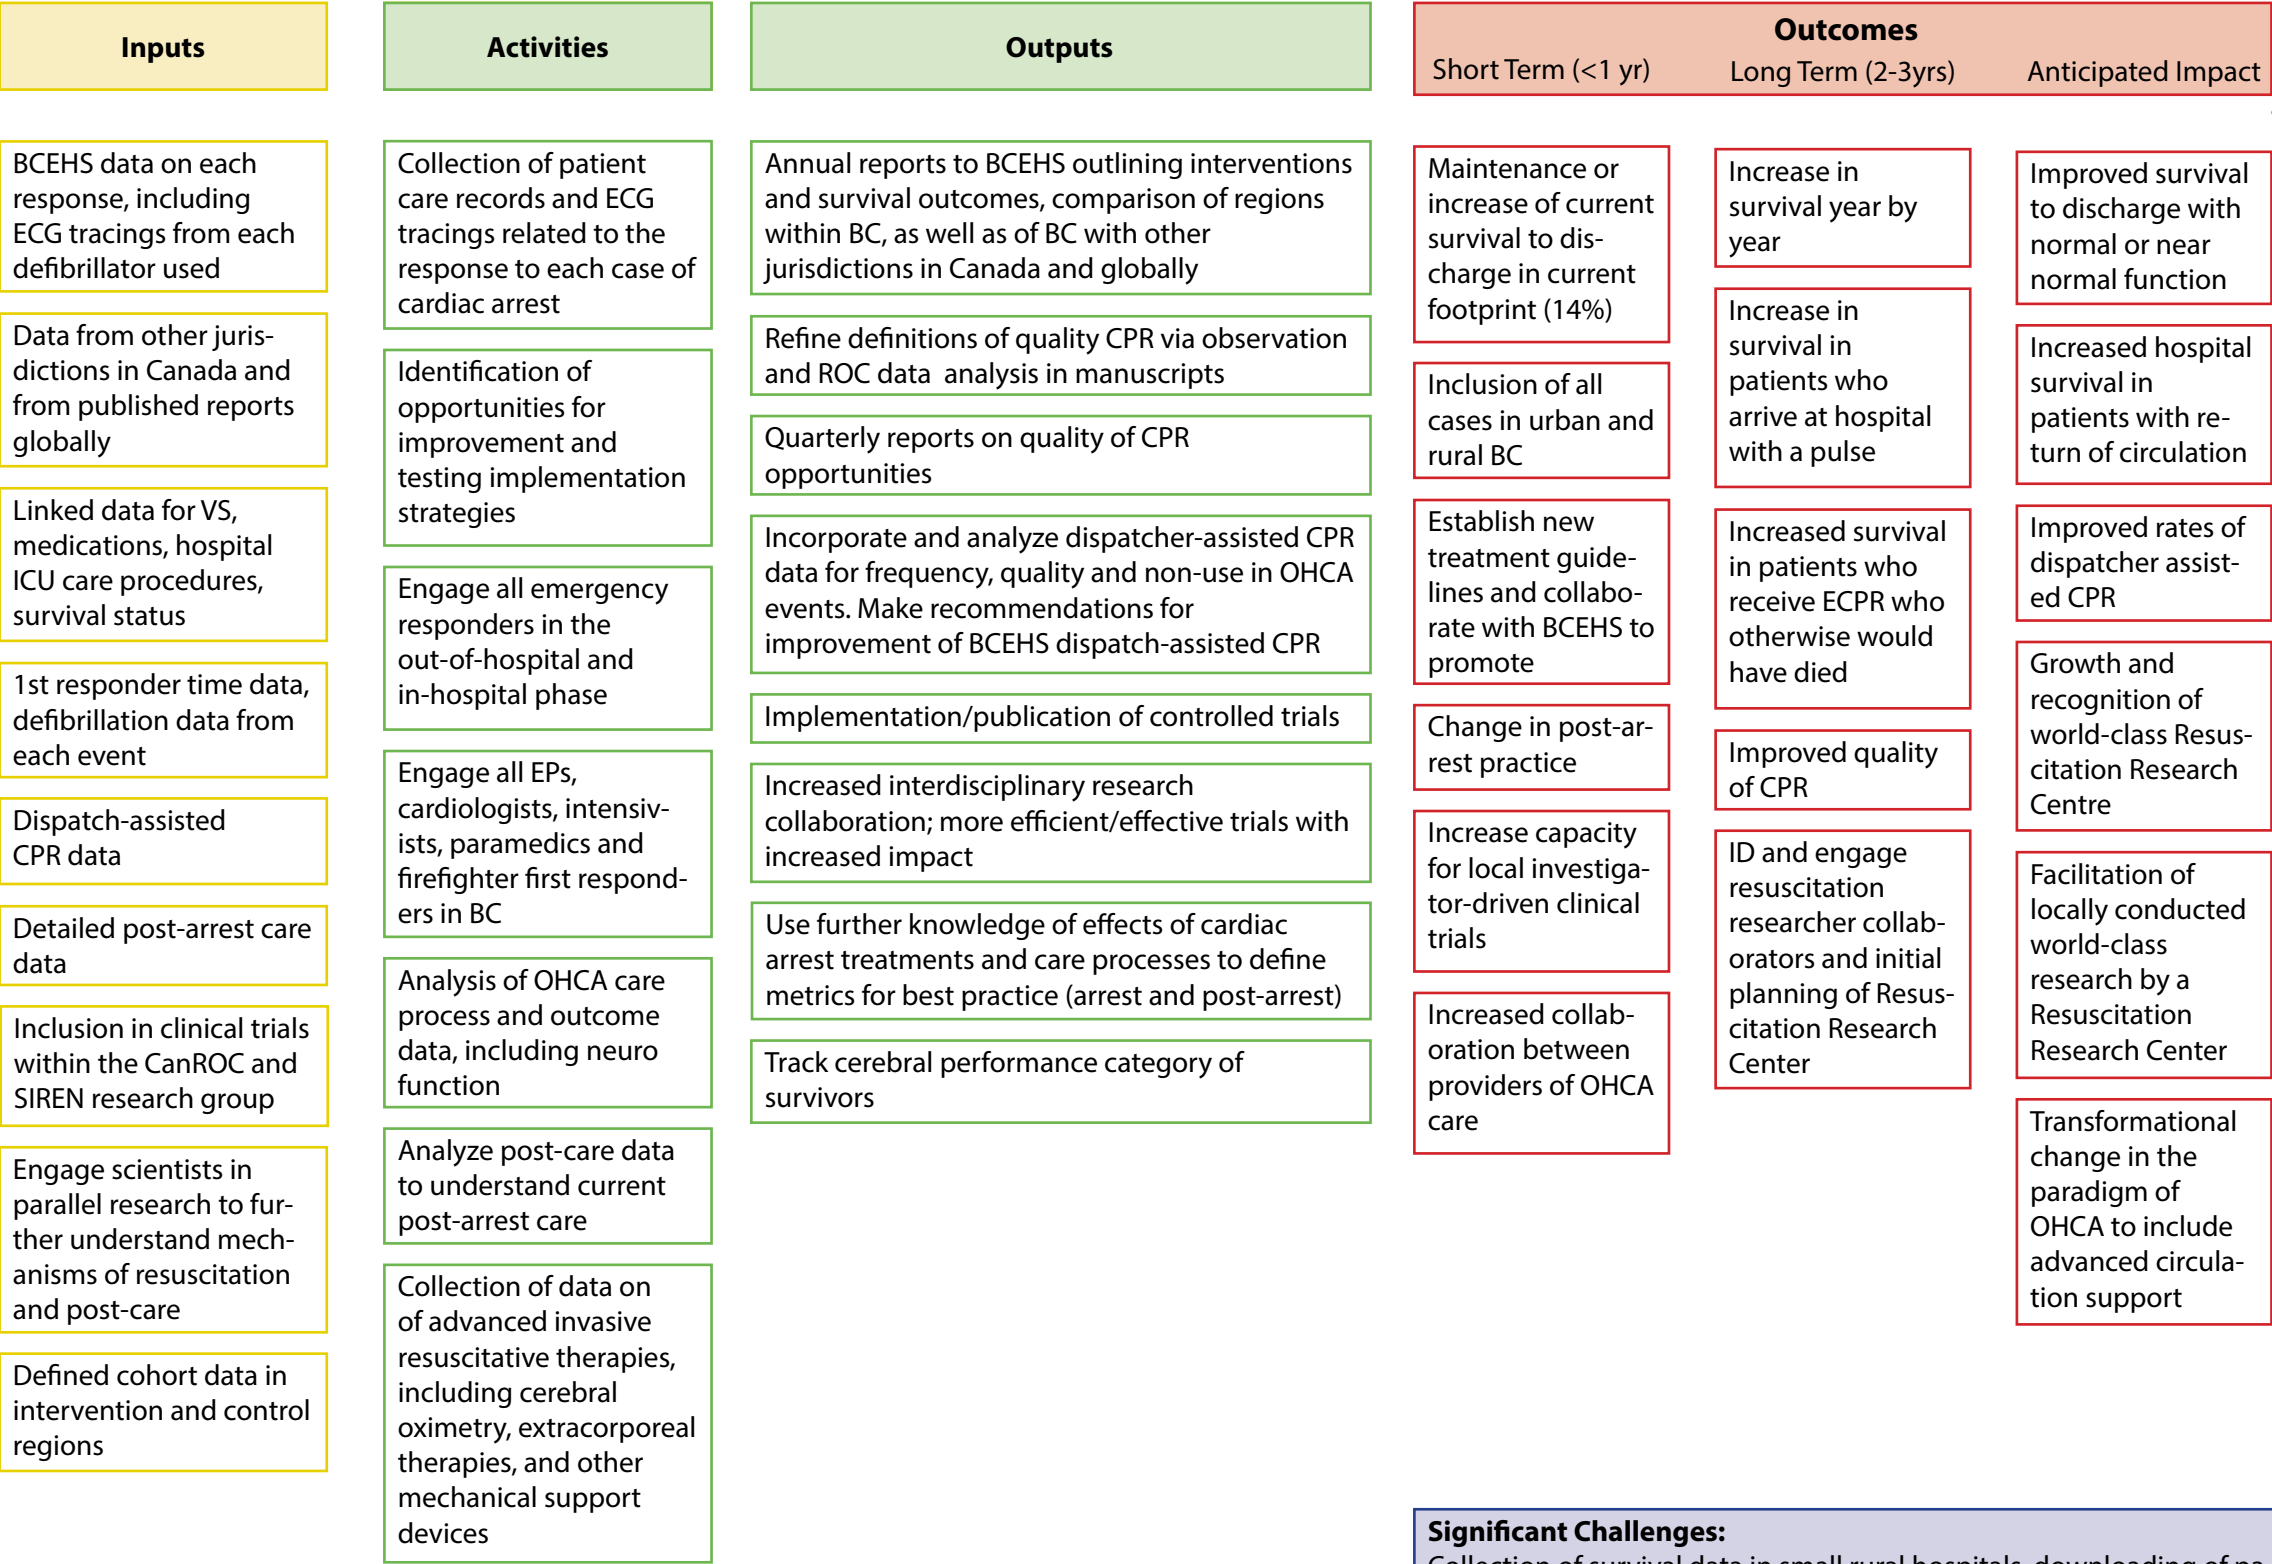 Inputs
Activities
Outputs
Outcomes
Short Term (<1 yr)
Long Term (2-3yrs)
Anticipated Impact
BCEHS data on each
response, including
ECG tracings from each
defibrillator used
Data from other juris-
dictions in Canada and
from published reports
globally
Linked data for VS,
medications, hospital
ICU care procedures,
survival status
1st responder time data,
defibrillation data from
each event
Dispatch-assisted
CPR data
Detailed post-arrest care
data
Inclusion in clinical trials
within the CanROC and
SIREN research group
Engage scientists in
parallel research to fur-
ther understand mech-
anisms of resuscitation
and post-care
Defined cohort data in
intervention and control
regions
Collection of patient
care records and ECG
tracings related to the
response to each case of
cardiac arrest
Identification of
opportunities for
improvement and
testing implementation
strategies
Engage all emergency
responders in the
out-of-hospital and
in-hospital phase
Engage all EPs,
cardiologists, intensiv-
ists, paramedics and
firefighter first respond-
ers in BC
Analysis of OHCA care
process and outcome
data, including neuro
function
Analyze post-care data
to understand current
post-arrest care
Collection of data on
of advanced invasive
resuscitative therapies,
including cerebral
oximetry, extracorporeal
therapies, and other
mechanical support
devices
Annual reports to BCEHS outlining interventions
and survival outcomes, comparison of regions
within BC, as well as of BC with other
jurisdictions in Canada and globally
Refine definitions of quality CPR via observation
and ROC data  analysis in manuscripts
Quarterly reports on quality of CPR
opportunities
Incorporate and analyze dispatcher-assisted CPR
data for frequency, quality and non-use in OHCA
events. Make recommendations for
improvement of BCEHS dispatch-assisted CPR
Implementation/publication of controlled trials
Increased interdisciplinary research
collaboration; more efficient/effective trials with
increased impact
Use further knowledge of effects of cardiac
arrest treatments and care processes to define
metrics for best practice (arrest and post-arrest)
Track cerebral performance category of
survivors
Maintenance or
increase of current
survival to dis-
charge in current
footprint (14%)
Inclusion of all
cases in urban and
rural BC
Establish new
treatment guide-
lines and collabo-
rate with BCEHS to
promote
Change in post-ar-
rest practice
Increase capacity
for local investiga-
tor-driven clinical
trials
Increased collab-
oration between
providers of OHCA
care
Increase in
survival year by
year
Increase in
survival in
patients who
arrive at hospital
with a pulse
Increased survival
in patients who
receive ECPR who
otherwise would
have died
Improved quality
of CPR
ID and engage
resuscitation
researcher collab-
orators and initial
planning of Resus-
citation Research
Center
Improved survival
to discharge with
normal or near
normal function
Increased hospital
survival in
patients with re-
turn of circulation
Improved rates of
dispatcher assist-
ed CPR
Growth and
recognition of
world-class Resus-
citation Research
Centre
Facilitation of
locally conducted
world-class
research by a
Resuscitation
Research Center
Transformational
change in the
paradigm of
OHCA to include
advanced circula-
tion support
Significant Challenges:
Collection of survival data in small rural hospitals, downloading of pa